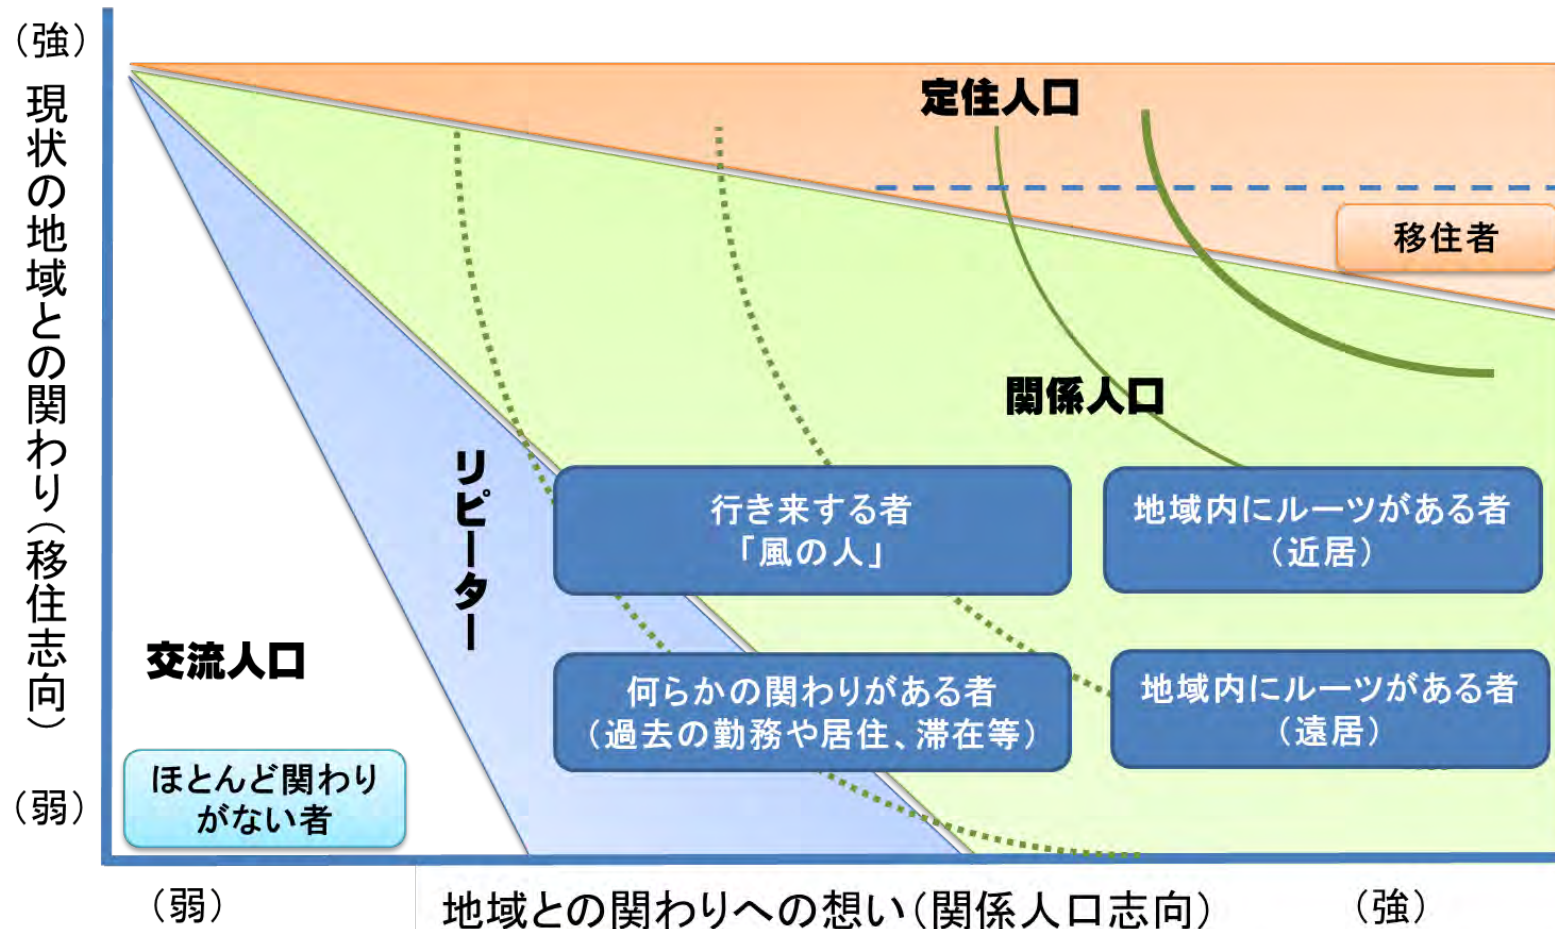 （強）
現状の地域との関わり（移住志向）
（弱）
定住人口
移住者
関係人口
リピーター
行き来する者
「風の人」
地域内にルーツがある者
（近居）
交流人口
何らかの関わりがある者
（過去の勤務や居住、滞在等）
地域内にルーツがある者
（遠居）
ほとんど関わり
がない者
（弱）
地域との関わりへの想い（関係人口志向）
（強）